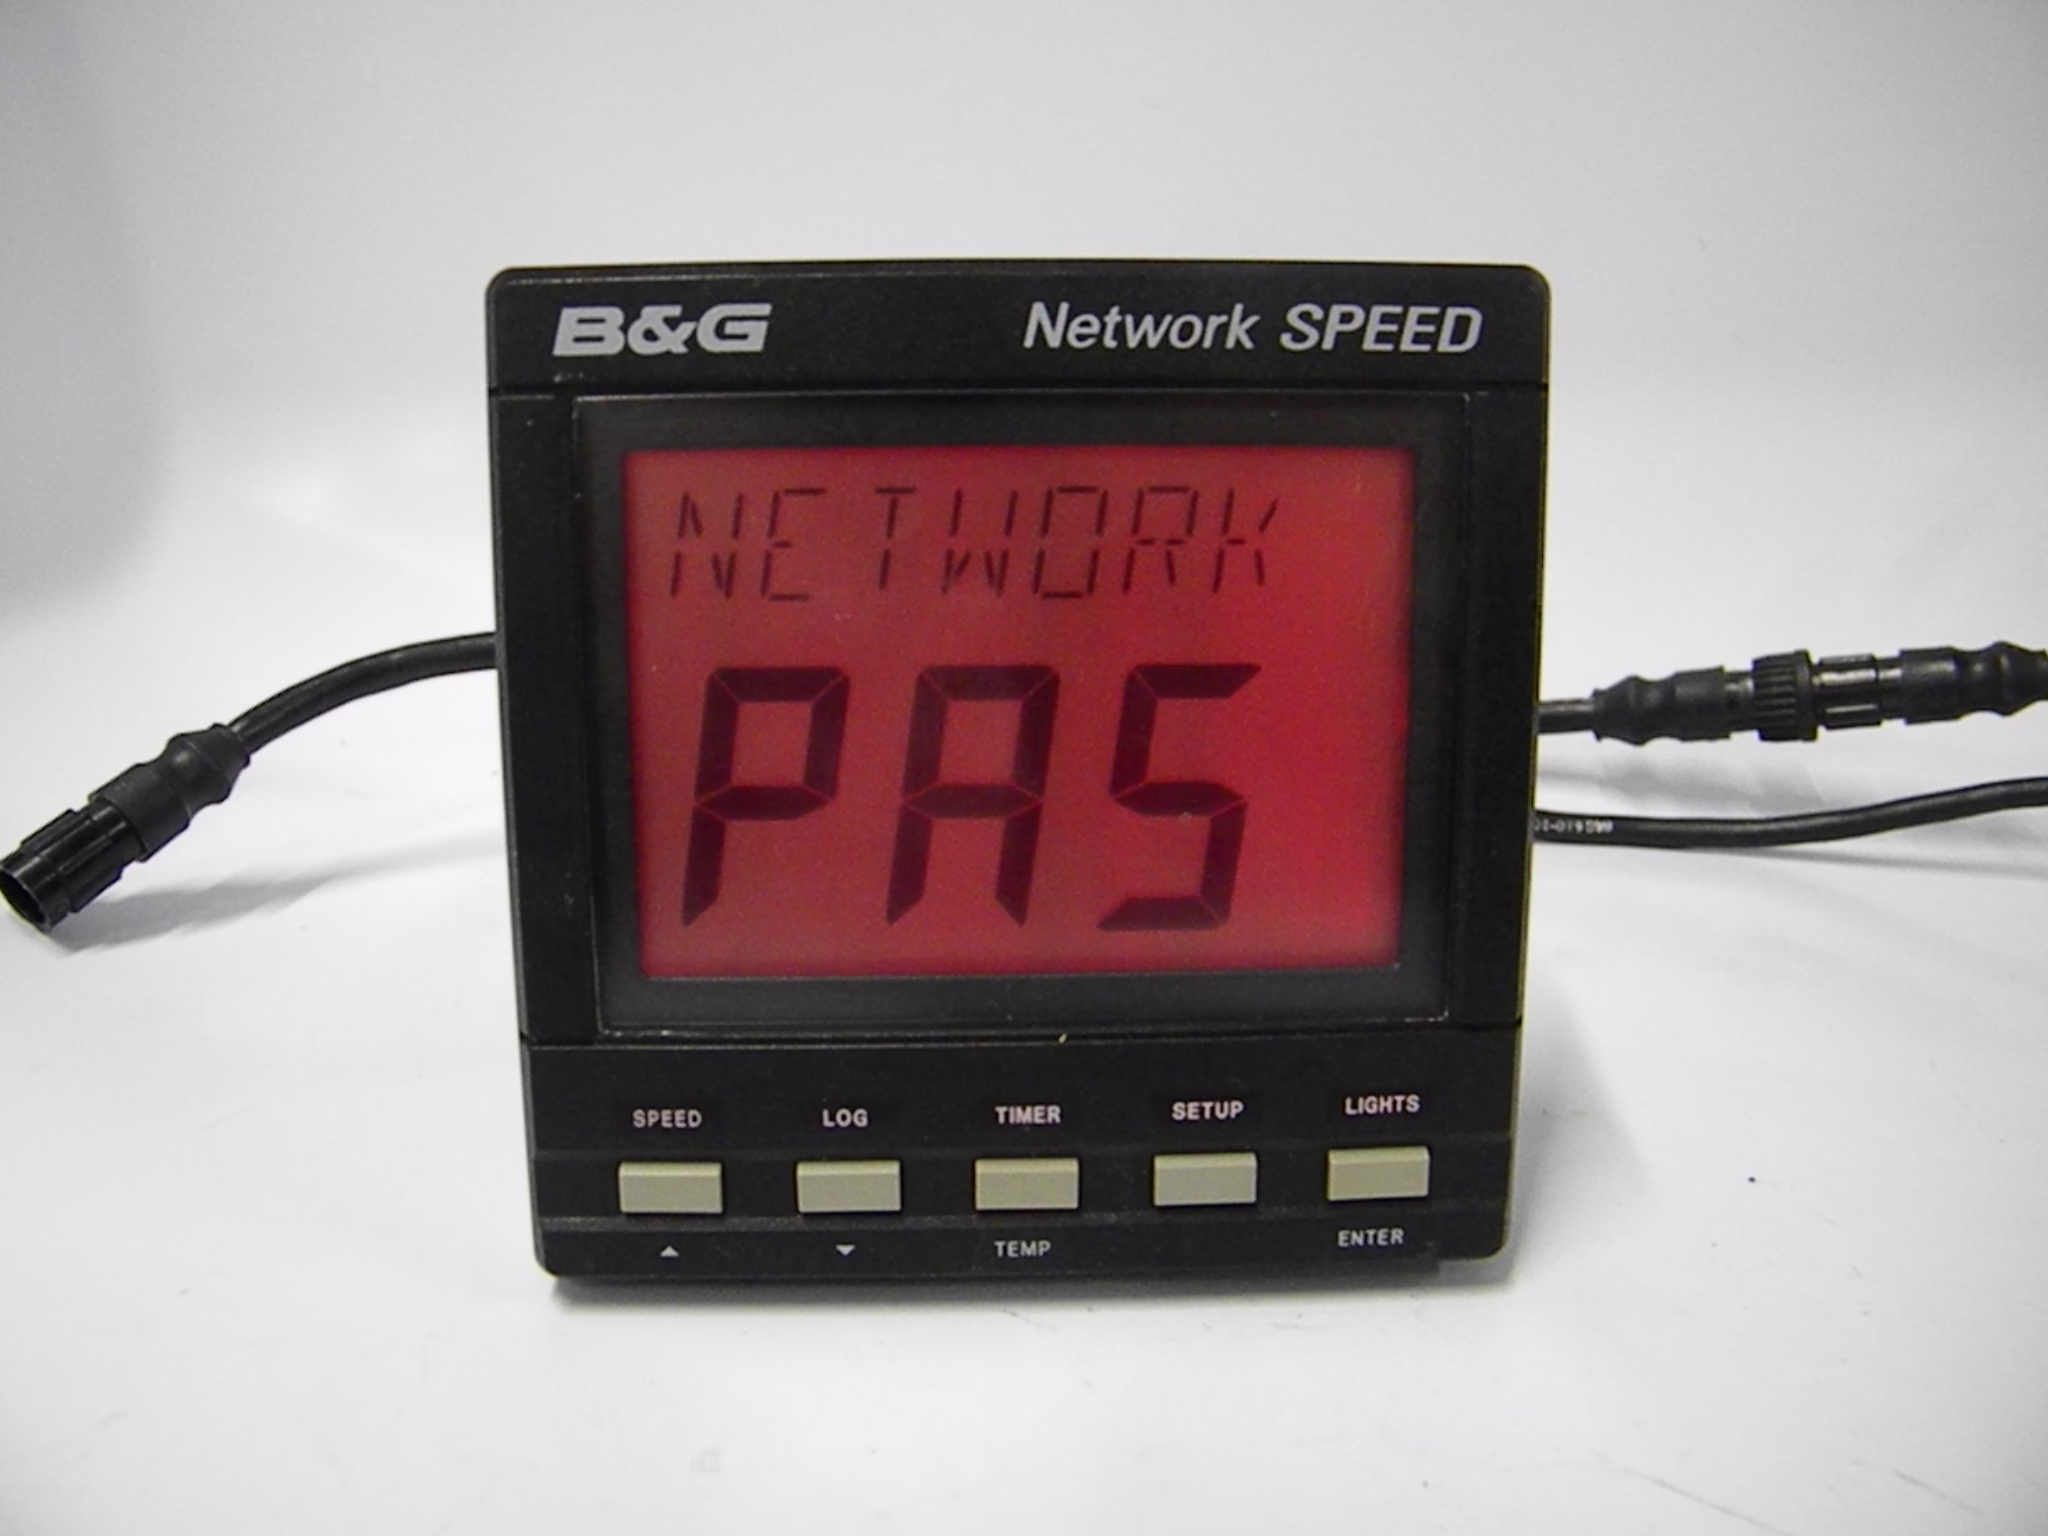 B&G Network SPEED
NETWORK
PAS
SPEED LOG TIMER SETUP LIGHTS
TEMP ENTER